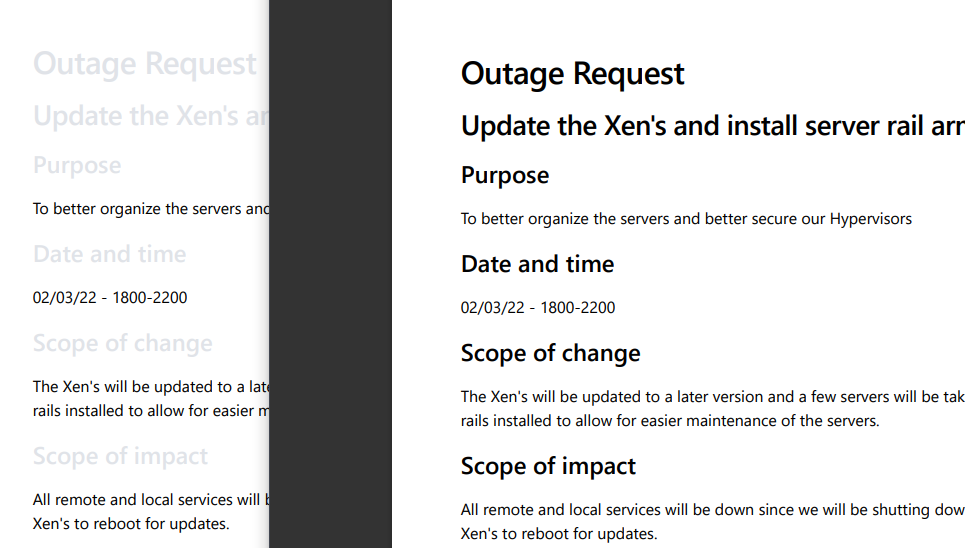 Outage Request
Update the Xen's
Purpose
To better organize the servers
Date and time
02/03/22 - 1800-2200
Scope of change
The Xen's will be updated to a
rails installed to allow for easier
Scope of impact
All remote and local services will
Xen's to reboot for updates.
Outage Request
Update the Xen's and install server rail
Purpose
To better organize the servers and better secure our Hypervisors
Date and time
02/03/22 - 1800-2200
Scope of change
The Xen's will be updated to a later version and a few servers will be
rails installed to allow for easier maintenance of the servers.
Scope of impact
All remote and local services will be down since we will be shutting
Xen's to reboot for updates.